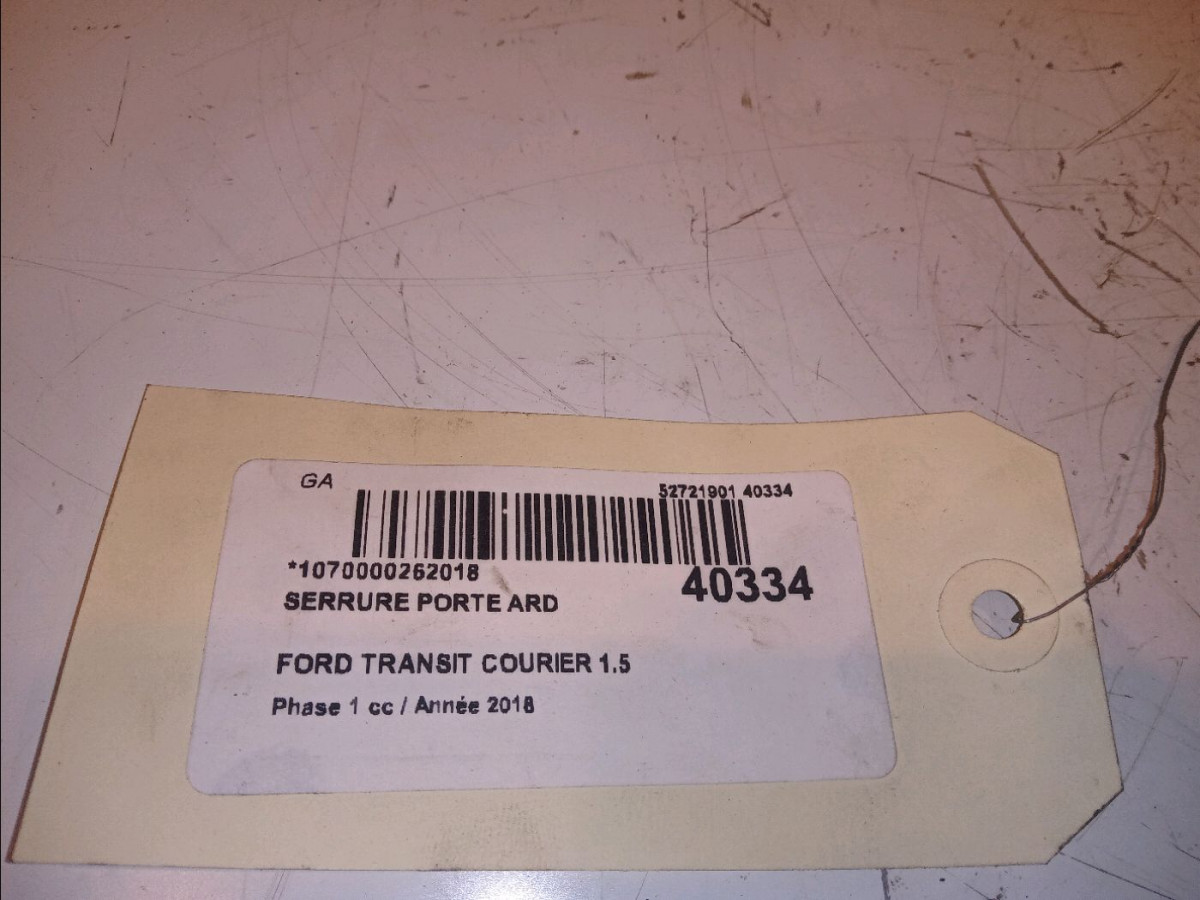 GA
52721901 40334
*1070000262018
40334
SERRURE PORTE ARD
FORD TRANSIT COURIER 1.5
Phase 1 cc / Année 2018